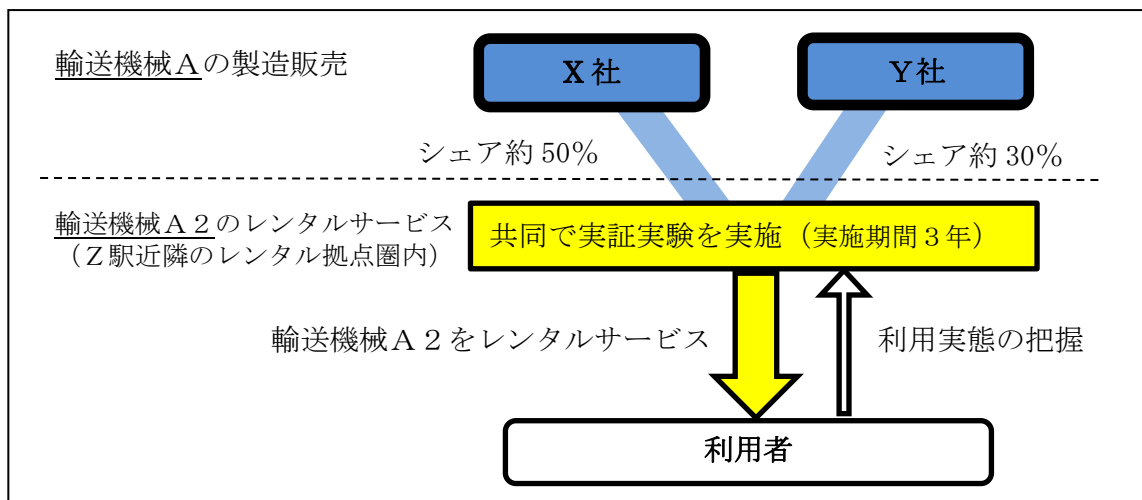 輸送機械Aの製造販売
X社
Y社
シェア約 50%
シェア約 30%
輸送機械A2のレンタルサービス
（Z駅近隣のレンタル拠点圏内）
共同で実証実験を実施（実施期間3年）
輸送機械A2をレンタルサービス
利用実態の把握
利用者